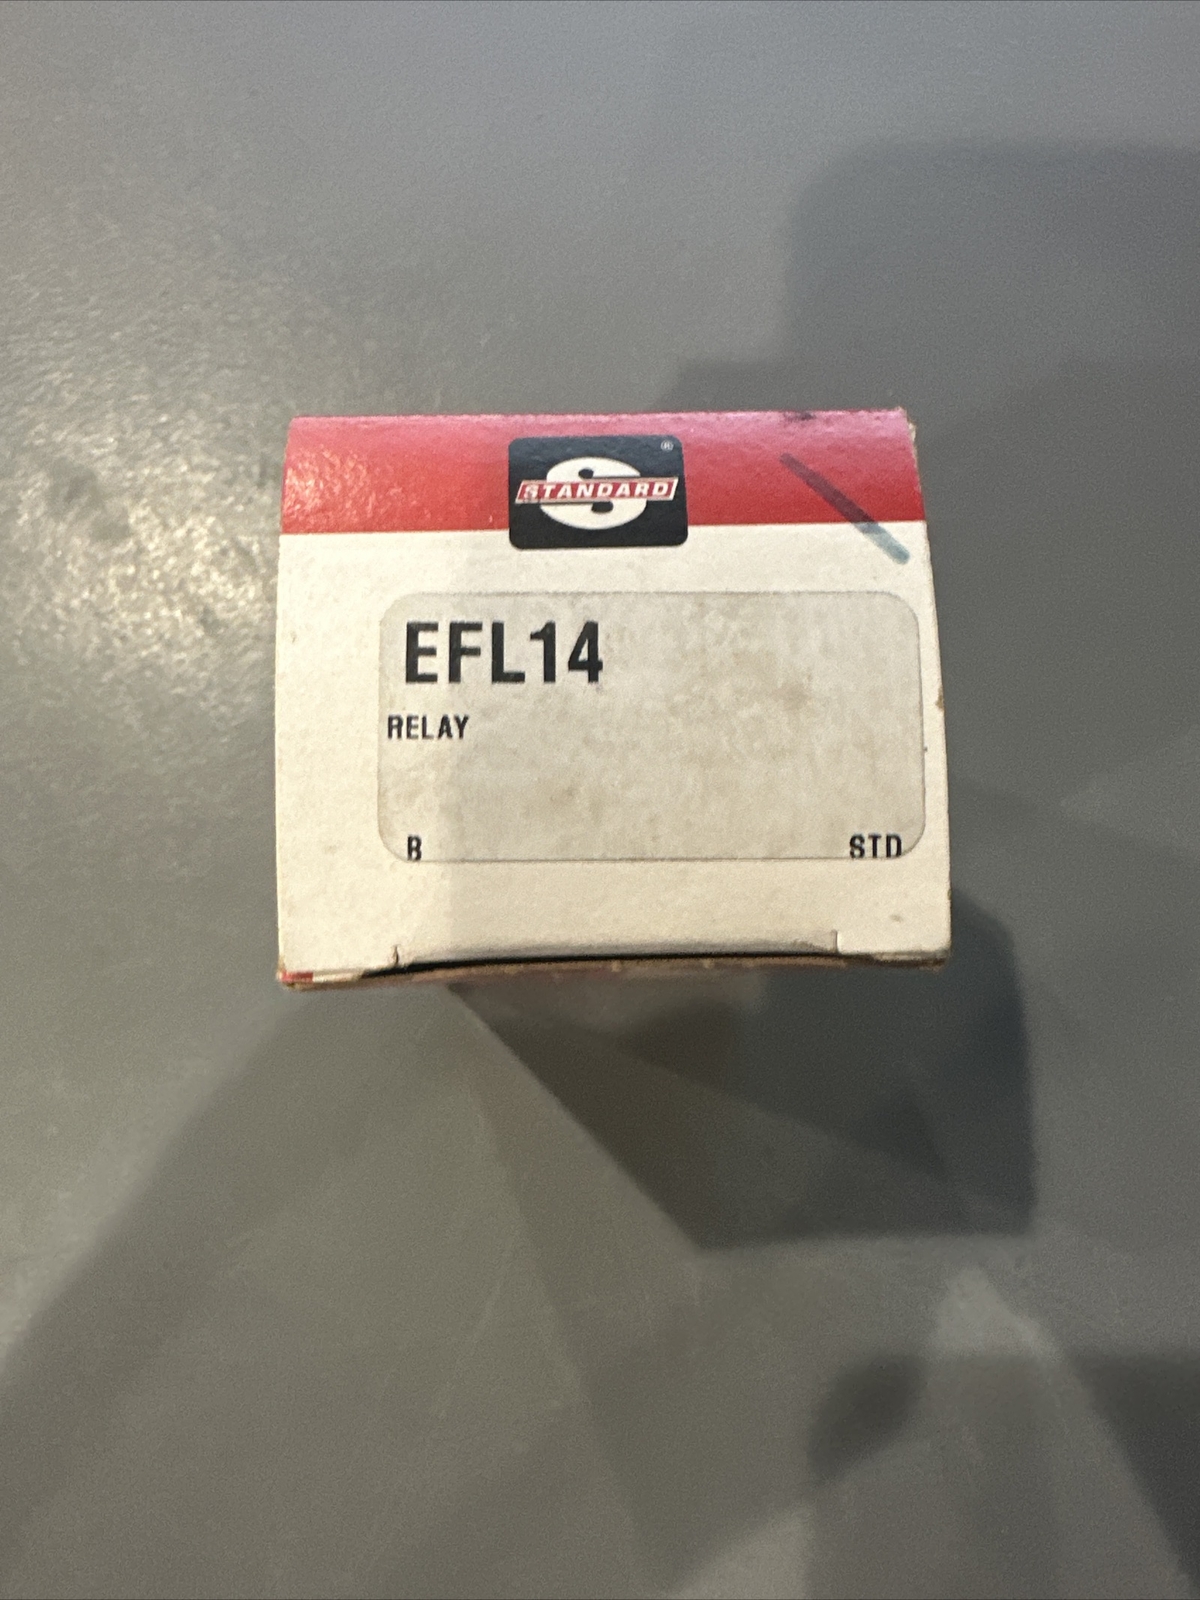 STANDARD
®
EFL14
RELAY
B STD